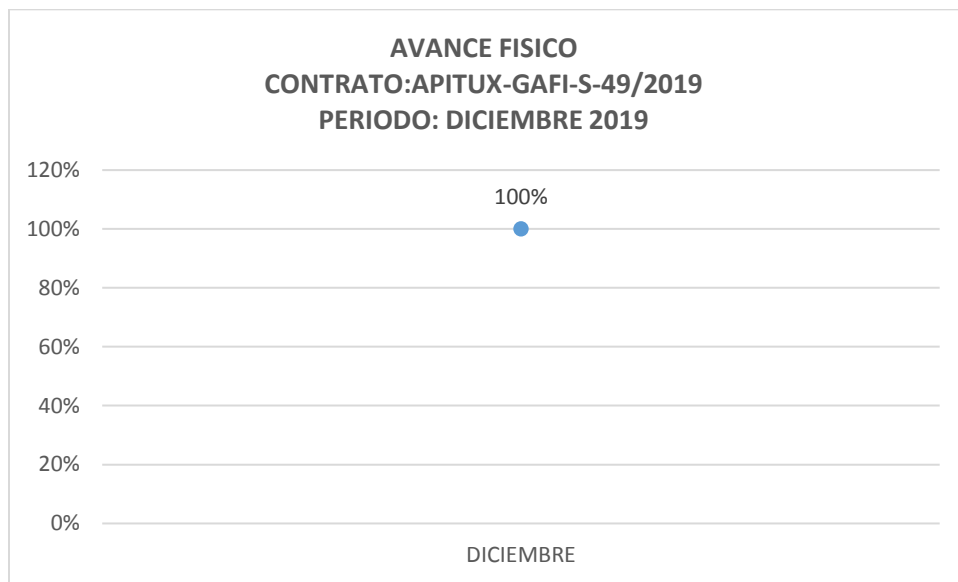 AVANCE FISICO
CONTRATO:APITUX-GAFI-S-49/2019
PERIODO: DICIEMBRE 2019
120%
100%
100%
80%
60%
40%
20%
0%
DICIEMBRE